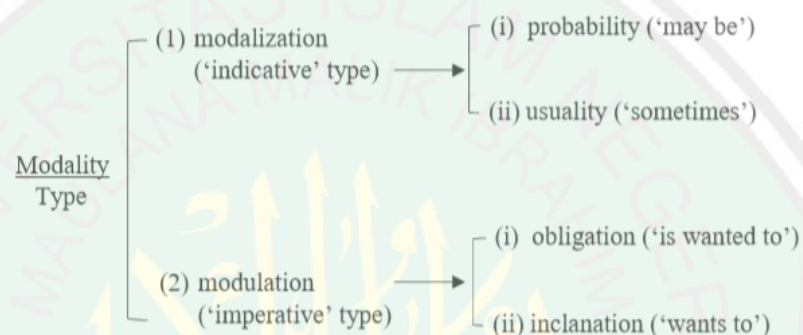 (1) modalization
('indicative' type)
(i) probability ('may be')
(ii) usuality ('sometimes')
Modality
Type
(2) modulation
('imperative' type)
(i) obligation ('is wanted to')
(ii) inclanation ('wants to')